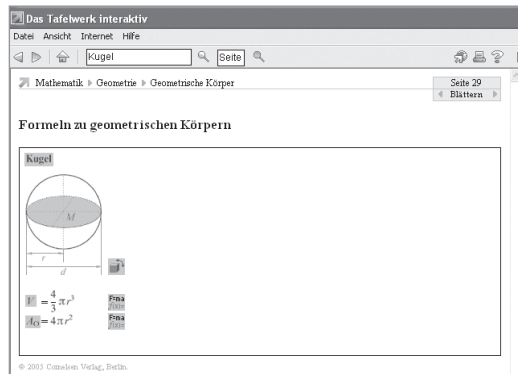 Das Tafelwerk interaktiv
Datei Ansicht Internet Hilfe
Kugel Seite
Mathematik Geometrie Geometrische Körper Seite 29
Blättern
Formeln zu geometrischen Körpern
Kugel
M
r
d
V = 4/3 πr³
A_O = 4πr²
© 2003 Cornelsen Verlag, Berlin.